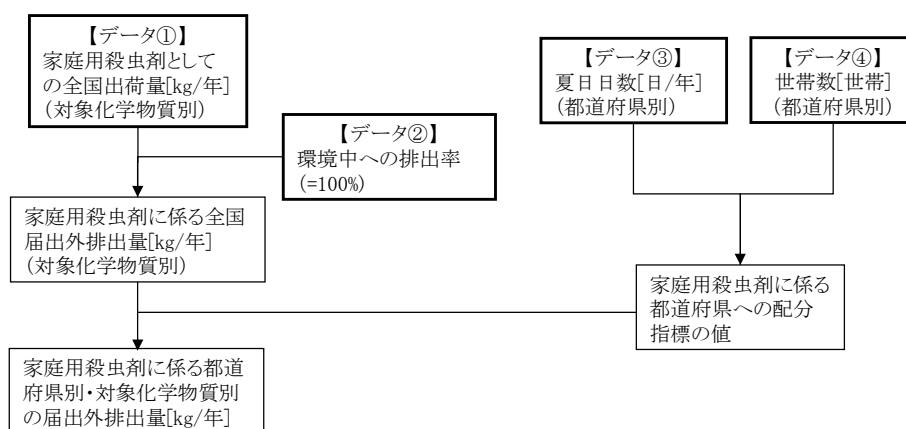 【データ①】
家庭用殺虫剤として
の全国出荷量[kg/年]
(対象化学物質別)
【データ②】
環境中への排出率
(=100%)
【データ③】
夏日日数[日/年]
(都道府県別)
【データ④】
世帯数[世帯]
(都道府県別)
家庭用殺虫剤に係る全国
届出外排出量[kg/年]
(対象化学物質別)
家庭用殺虫剤に係る
都道府県への配分
指標の値
家庭用殺虫剤に係る都道
府県別・対象化学物質別
の届出外排出量[kg/年]